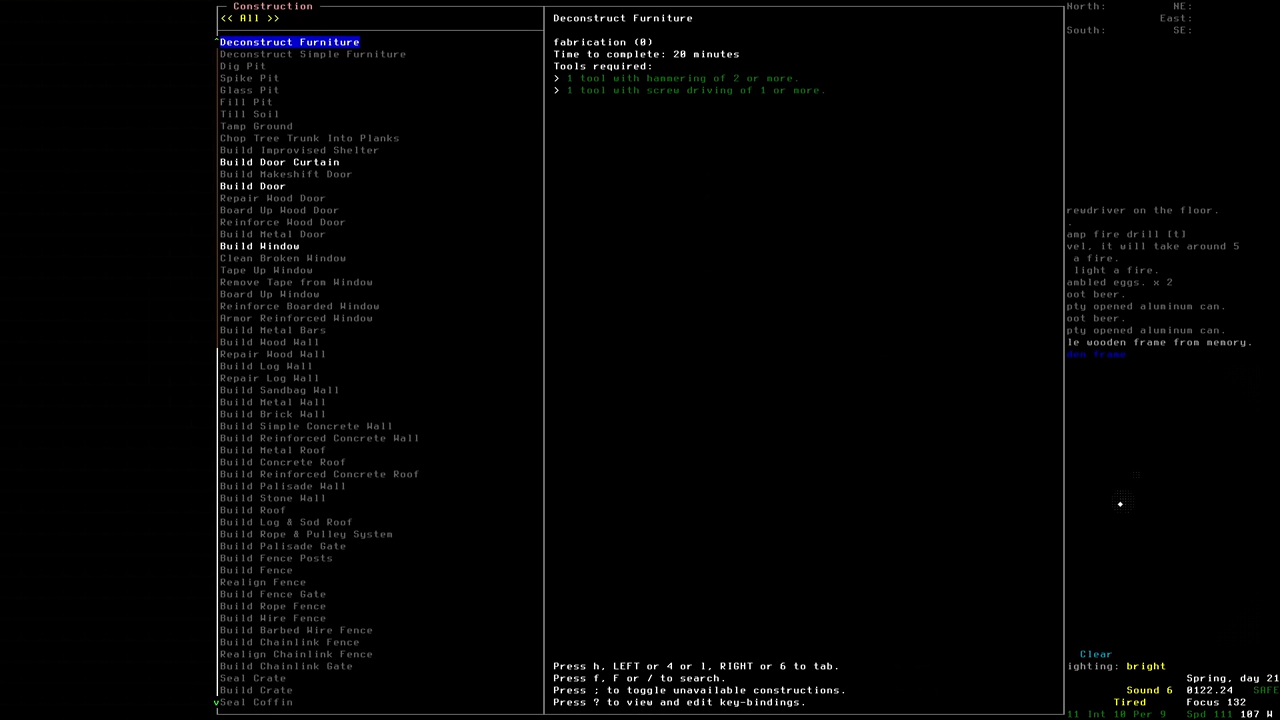 Construction
<< All >>
Deconstruct Furniture
Deconstruct Simple Furniture
Dig Pit
Spike Pit
Glass Pit
Fill Pit
Till Soil
Tamp Ground
Chop Tree Trunk Into Planks
Build Improvised Shelter
Build Door Curtain
Build Makeshift Door
Build Door
Repair Wood Door
Board Up Wood Door
Reinforce Wood Door
Build Metal Door
Build Window
Clean Broken Window
Tape Up Window
Remove Tape from Window
Board Up Window
Reinforce Boarded Window
Armor Reinforced Window
Build Metal Bars
Build Wood Wall
Repair Wood Wall
Build Log Wall
Repair Log Wall
Build Sandbag Wall
Build Metal Wall
Build Brick Wall
Build Simple Concrete Wall
Build Reinforced Concrete Wall
Build Metal Roof
Build Concrete Roof
Build Reinforced Concrete Roof
Build Palisade Wall
Build Stone Wall
Build Roof
Build Log & Sod Roof
Build Rope & Pulley System
Build Palisade Gate
Build Fence Posts
Build Fence
Realign Fence
Build Fence Gate
Build Rope Fence
Build Wire Fence
Build Barbed Wire Fence
Build Chainlink Fence
Realign Chainlink Fence
Build Chainlink Gate
Seal Crate
Build Crate
Seal Coffin
Deconstruct Furniture
fabrication (0)
Time to complete: 20 minutes
Tools required:
> 1 tool with hammering of 2 or more.
> 1 tool with screw driving of 1 or more.
Press h, LEFT or 4 or l, RIGHT or 6 to tab.
Press f, F or / to search.
Press ; to toggle unavailable constructions.
Press ? to view and edit key-bindings.
North: NE:
East:
South: SE:
rewdriver on the floor.
.
amp fire drill [t]
vel, it will take around 5
a fire.
light a fire.
ambled eggs. x 2
oot beer.
pty opened aluminum can.
oot beer.
pty opened aluminum can.
le wooden frame from memory.
den frame
Clear
ighting: bright
Spring, day 21
Sound 6 0122.24 SAFE
Tired Focus 132
11 Int 10 Per 9 Spd 111 107 W